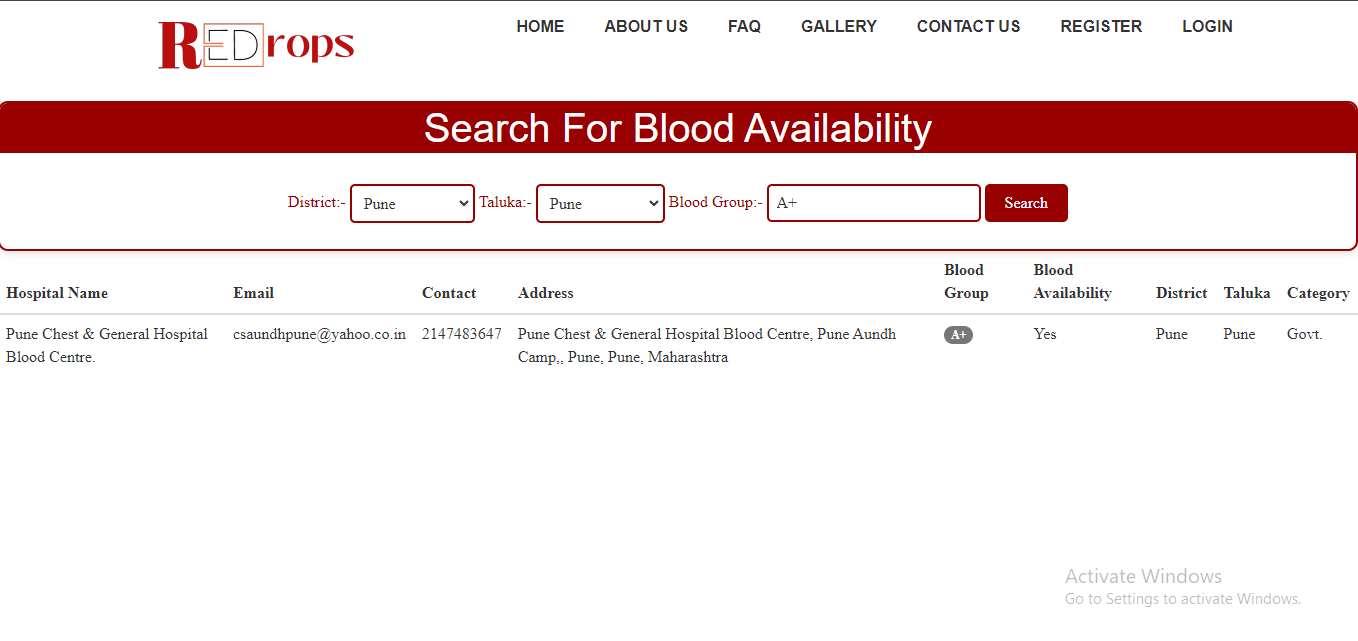 REDrops
HOME ABOUT US FAQ GALLERY CONTACT US REGISTER LOGIN
Search For Blood Availability
District:- Pune Taluka:- Pune Blood Group:- A+ Search
Hospital Name Email Contact Address Blood Group Blood Availability District Taluka Category
Pune Chest & General Hospital csaundhpune@yahoo.co.in 2147483647 Pune Chest & General Hospital Blood Centre, Pune Aundh A+ Yes Pune Pune Govt.
Blood Centre. Camp,, Pune, Pune, Maharashtra
Activate Windows
Go to Settings to activate Windows.